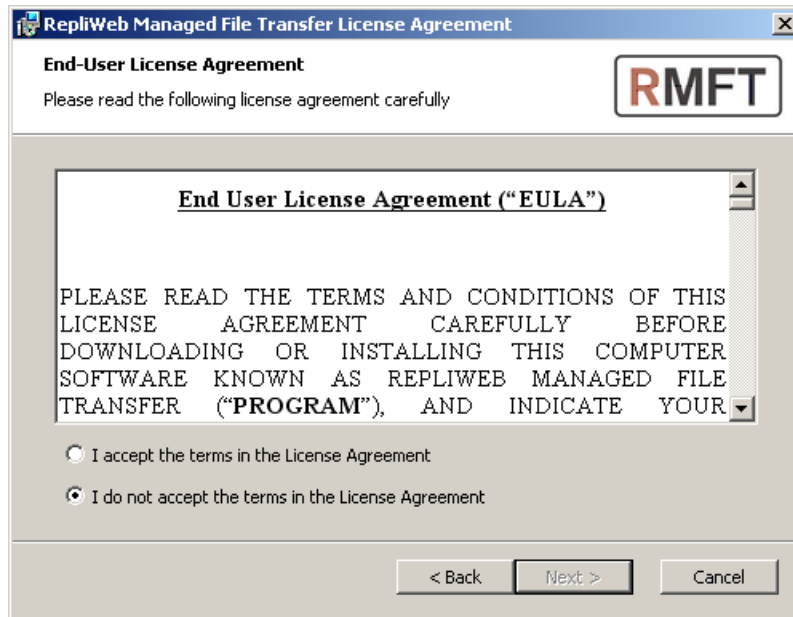 RepliWeb Managed File Transfer License Agreement
End-User License Agreement
Please read the following license agreement carefully
RMFT
End User License Agreement (“EULA”)
PLEASE READ THE TERMS AND CONDITIONS OF THIS
LICENSE AGREEMENT CAREFULLY BEFORE
DOWNLOADING OR INSTALLING THIS COMPUTER
SOFTWARE KNOWN AS REPLIWEB MANAGED FILE
TRANSFER (“PROGRAM”), AND INDICATE YOUR
I accept the terms in the License Agreement
I do not accept the terms in the License Agreement
< Back Next > Cancel